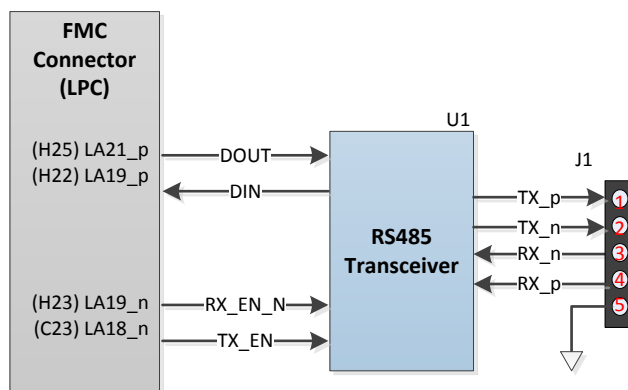 FMC
Connector
(LPC)
U1
J1
(H25) LA21_p
DOUT
(H22) LA19_p
DIN
RS485
Transceiver
TX_p
1
TX_n
2
RX_n
3
RX_p
4
5
(H23) LA19_n
RX_EN_N
(C23) LA18_n
TX_EN